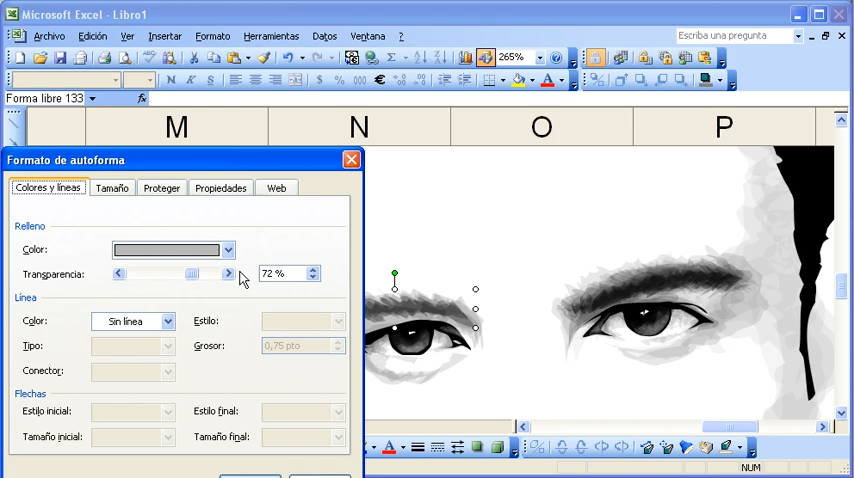 Microsoft Excel - Libro1
Archivo Edición Ver Insertar Formato Herramientas Datos Ventana ? Escriba una pregunta
265%
N K S
Forma libre 133 fx
M N O P
Formato de autoforma
Colores y líneas Tamaño Proteger Propiedades Web
Relleno
Color:
Transparencia: 72 %
Línea
Color: Sin línea Estilo:
Tipo: Grosor: 0,75 pto
Conector:
Flechas
Estilo inicial: Estilo final:
Tamaño inicial: Tamaño final:
NUM